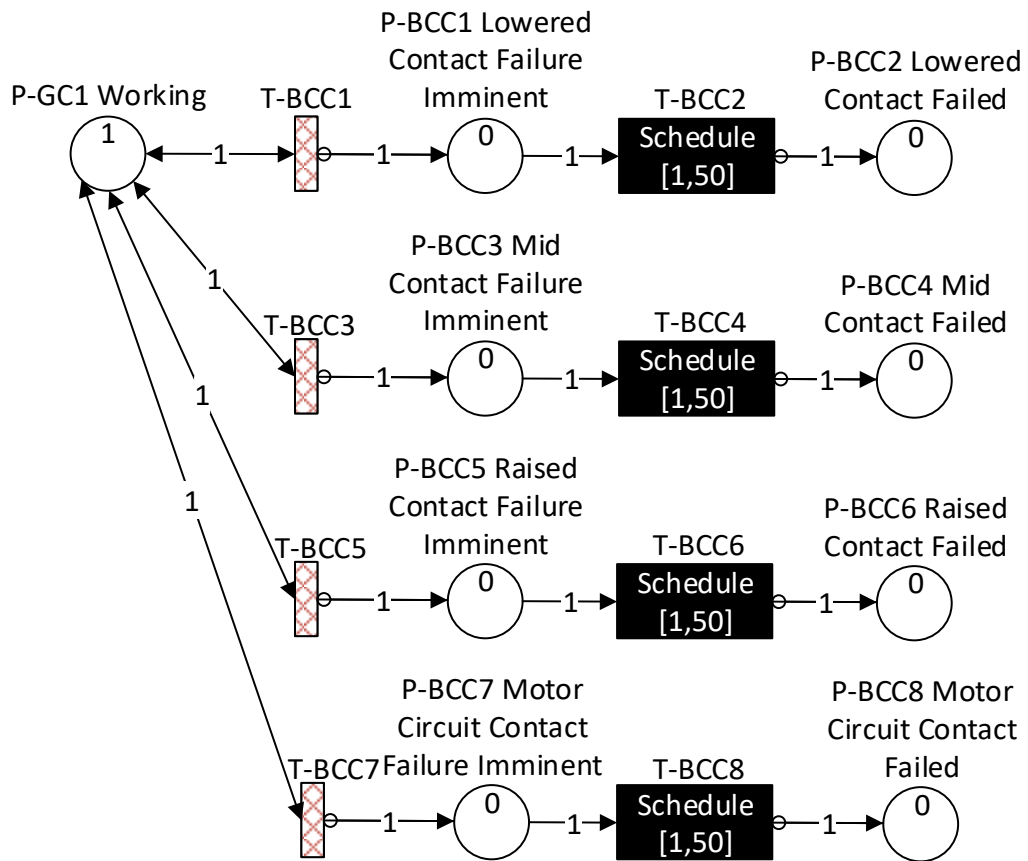 P-GC1 Working
1
T-BCC1
P-BCC1 Lowered
Contact Failure
Imminent
0
T-BCC2
Schedule
[1,50]
P-BCC2 Lowered
Contact Failed
0
1
1
1
1
1
T-BCC3
P-BCC3 Mid
Contact Failure
Imminent
0
T-BCC4
Schedule
[1,50]
P-BCC4 Mid
Contact Failed
0
1
1
1
1
T-BCC5
P-BCC5 Raised
Contact Failure
Imminent
0
T-BCC6
Schedule
[1,50]
P-BCC6 Raised
Contact Failed
0
1
1
1
1
T-BCC7
P-BCC7 Motor
Circuit Contact
Failure Imminent
0
T-BCC8
Schedule
[1,50]
P-BCC8 Motor
Circuit Contact
Failed
0
1
1
1